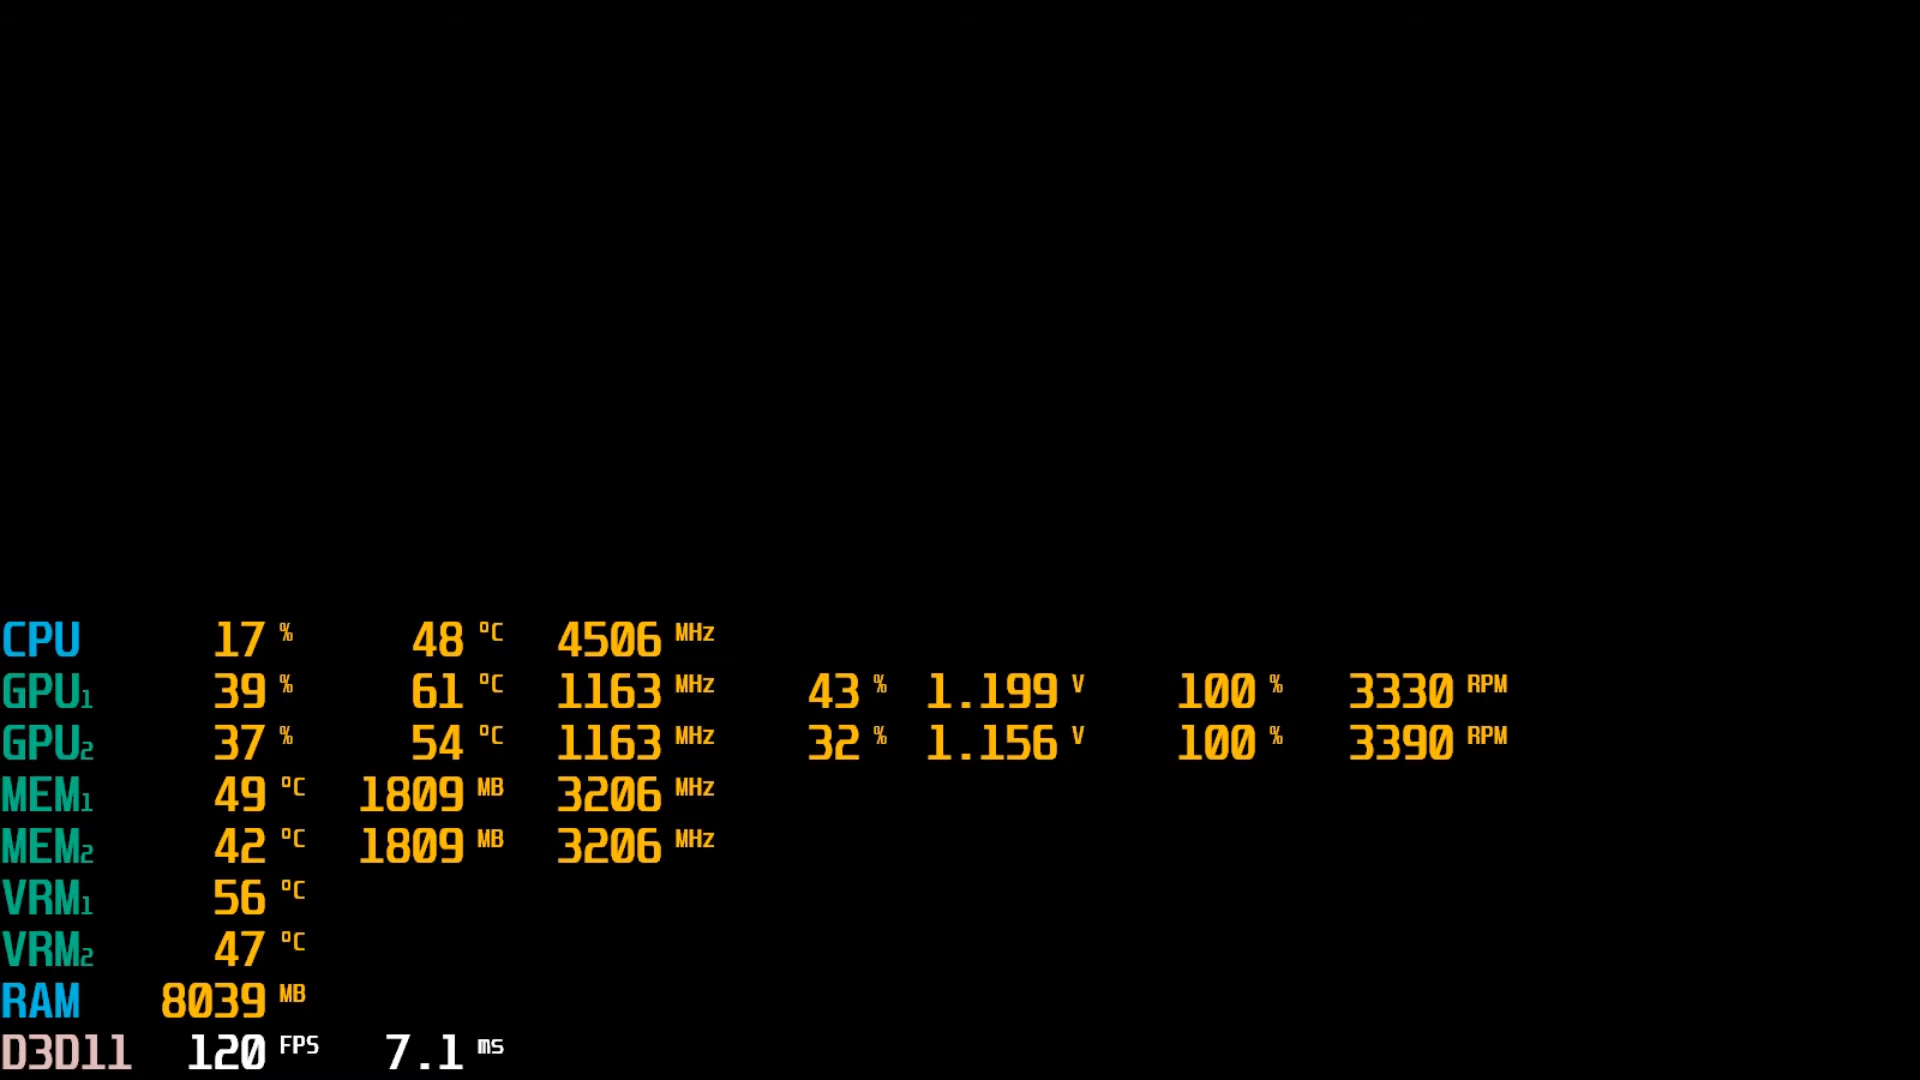 CPU 17 % 48 °C 4506 MHz
GPU1 39 % 61 °C 1163 MHz 43 % 1.199 V 100 % 3330 RPM
GPU2 37 % 54 °C 1163 MHz 32 % 1.156 V 100 % 3390 RPM
MEM1 49 °C 1809 MB 3206 MHz
MEM2 42 °C 1809 MB 3206 MHz
VRM1 56 °C
VRM2 47 °C
RAM 8039 MB
D3D11 120 FPS 7.1 ms